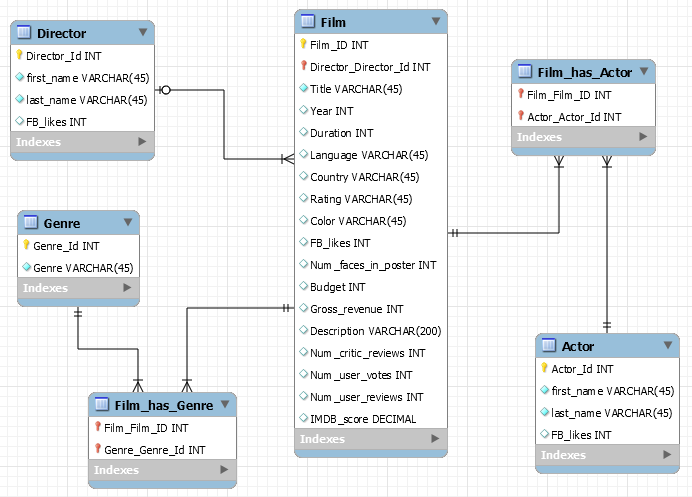 Director
Director_Id INT
first_name VARCHAR(45)
last_name VARCHAR(45)
FB_likes INT
Indexes
Genre
Genre_Id INT
Genre VARCHAR(45)
Indexes
Film_has_Genre
Film_Film_ID INT
Genre_Genre_Id INT
Indexes
Film
Film_ID INT
Director_Director_Id INT
Title VARCHAR(45)
Year INT
Duration INT
Language VARCHAR(45)
Country VARCHAR(45)
Rating VARCHAR(45)
Color VARCHAR(45)
FB_likes INT
Num_faces_in_poster INT
Budget INT
Gross_revenue INT
Description VARCHAR(200)
Num_critic_reviews INT
Num_user_votes INT
Num_user_reviews INT
IMDB_score DECIMAL
Indexes
Film_has_Actor
Film_Film_ID INT
Actor_Actor_Id INT
Indexes
Actor
Actor_Id INT
first_name VARCHAR(45)
last_name VARCHAR(45)
FB_likes INT
Indexes